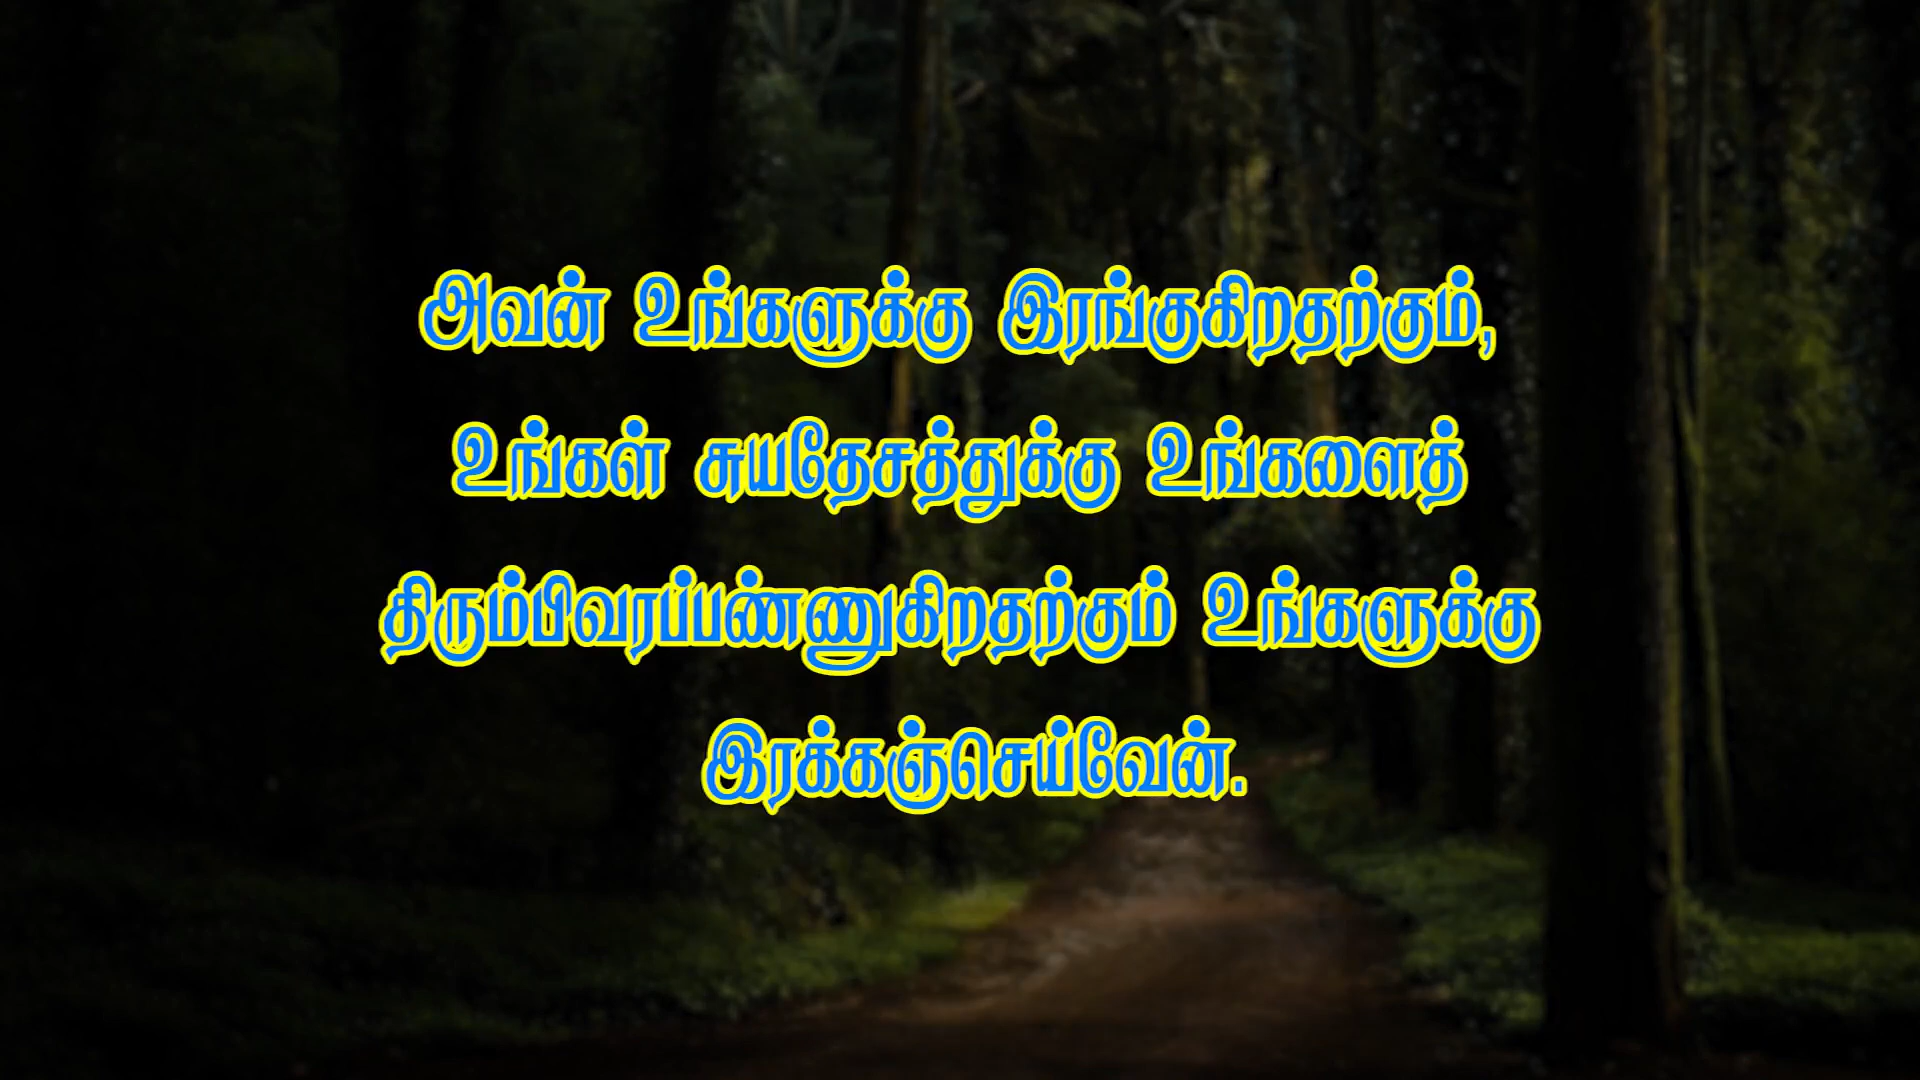 அவன் உங்களுக்கு இரங்குகிறதற்கும்,
உங்கள் சுயதேசத்துக்கு உங்களைத்
திரும்பிவரப்பண்ணுகிறதற்கும் உங்களுக்கு
இரக்கஞ்செய்வேன்.